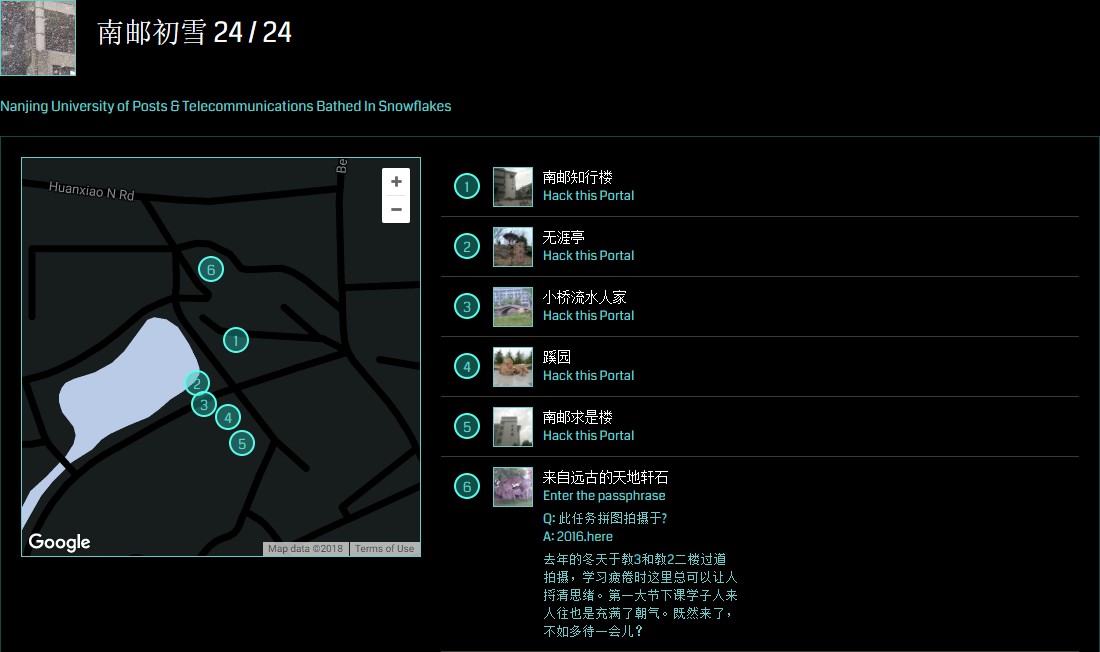 南邮初雪 24 / 24
Nanjing University of Posts & Telecommunications Bathed In Snowflakes
Huanxiao N Rd
Be
+
−
6
1
2
3
4
5
Google
Map data ©2018
Terms of Use
1
南邮知行楼
Hack this Portal
2
无涯亭
Hack this Portal
3
小桥流水人家
Hack this Portal
4
蹊园
Hack this Portal
5
南邮求是楼
Hack this Portal
6
来自远古的天地轩石
Enter the passphrase
Q: 此任务拼图拍摄于?
A: 2016.here
去年的冬天于教3和教2二楼过道
拍摄，学习疲倦时这里总可以让人
捋清思绪。第一大节下课学子人来
人往也是充满了朝气。既然来了，
不如多待一会儿？